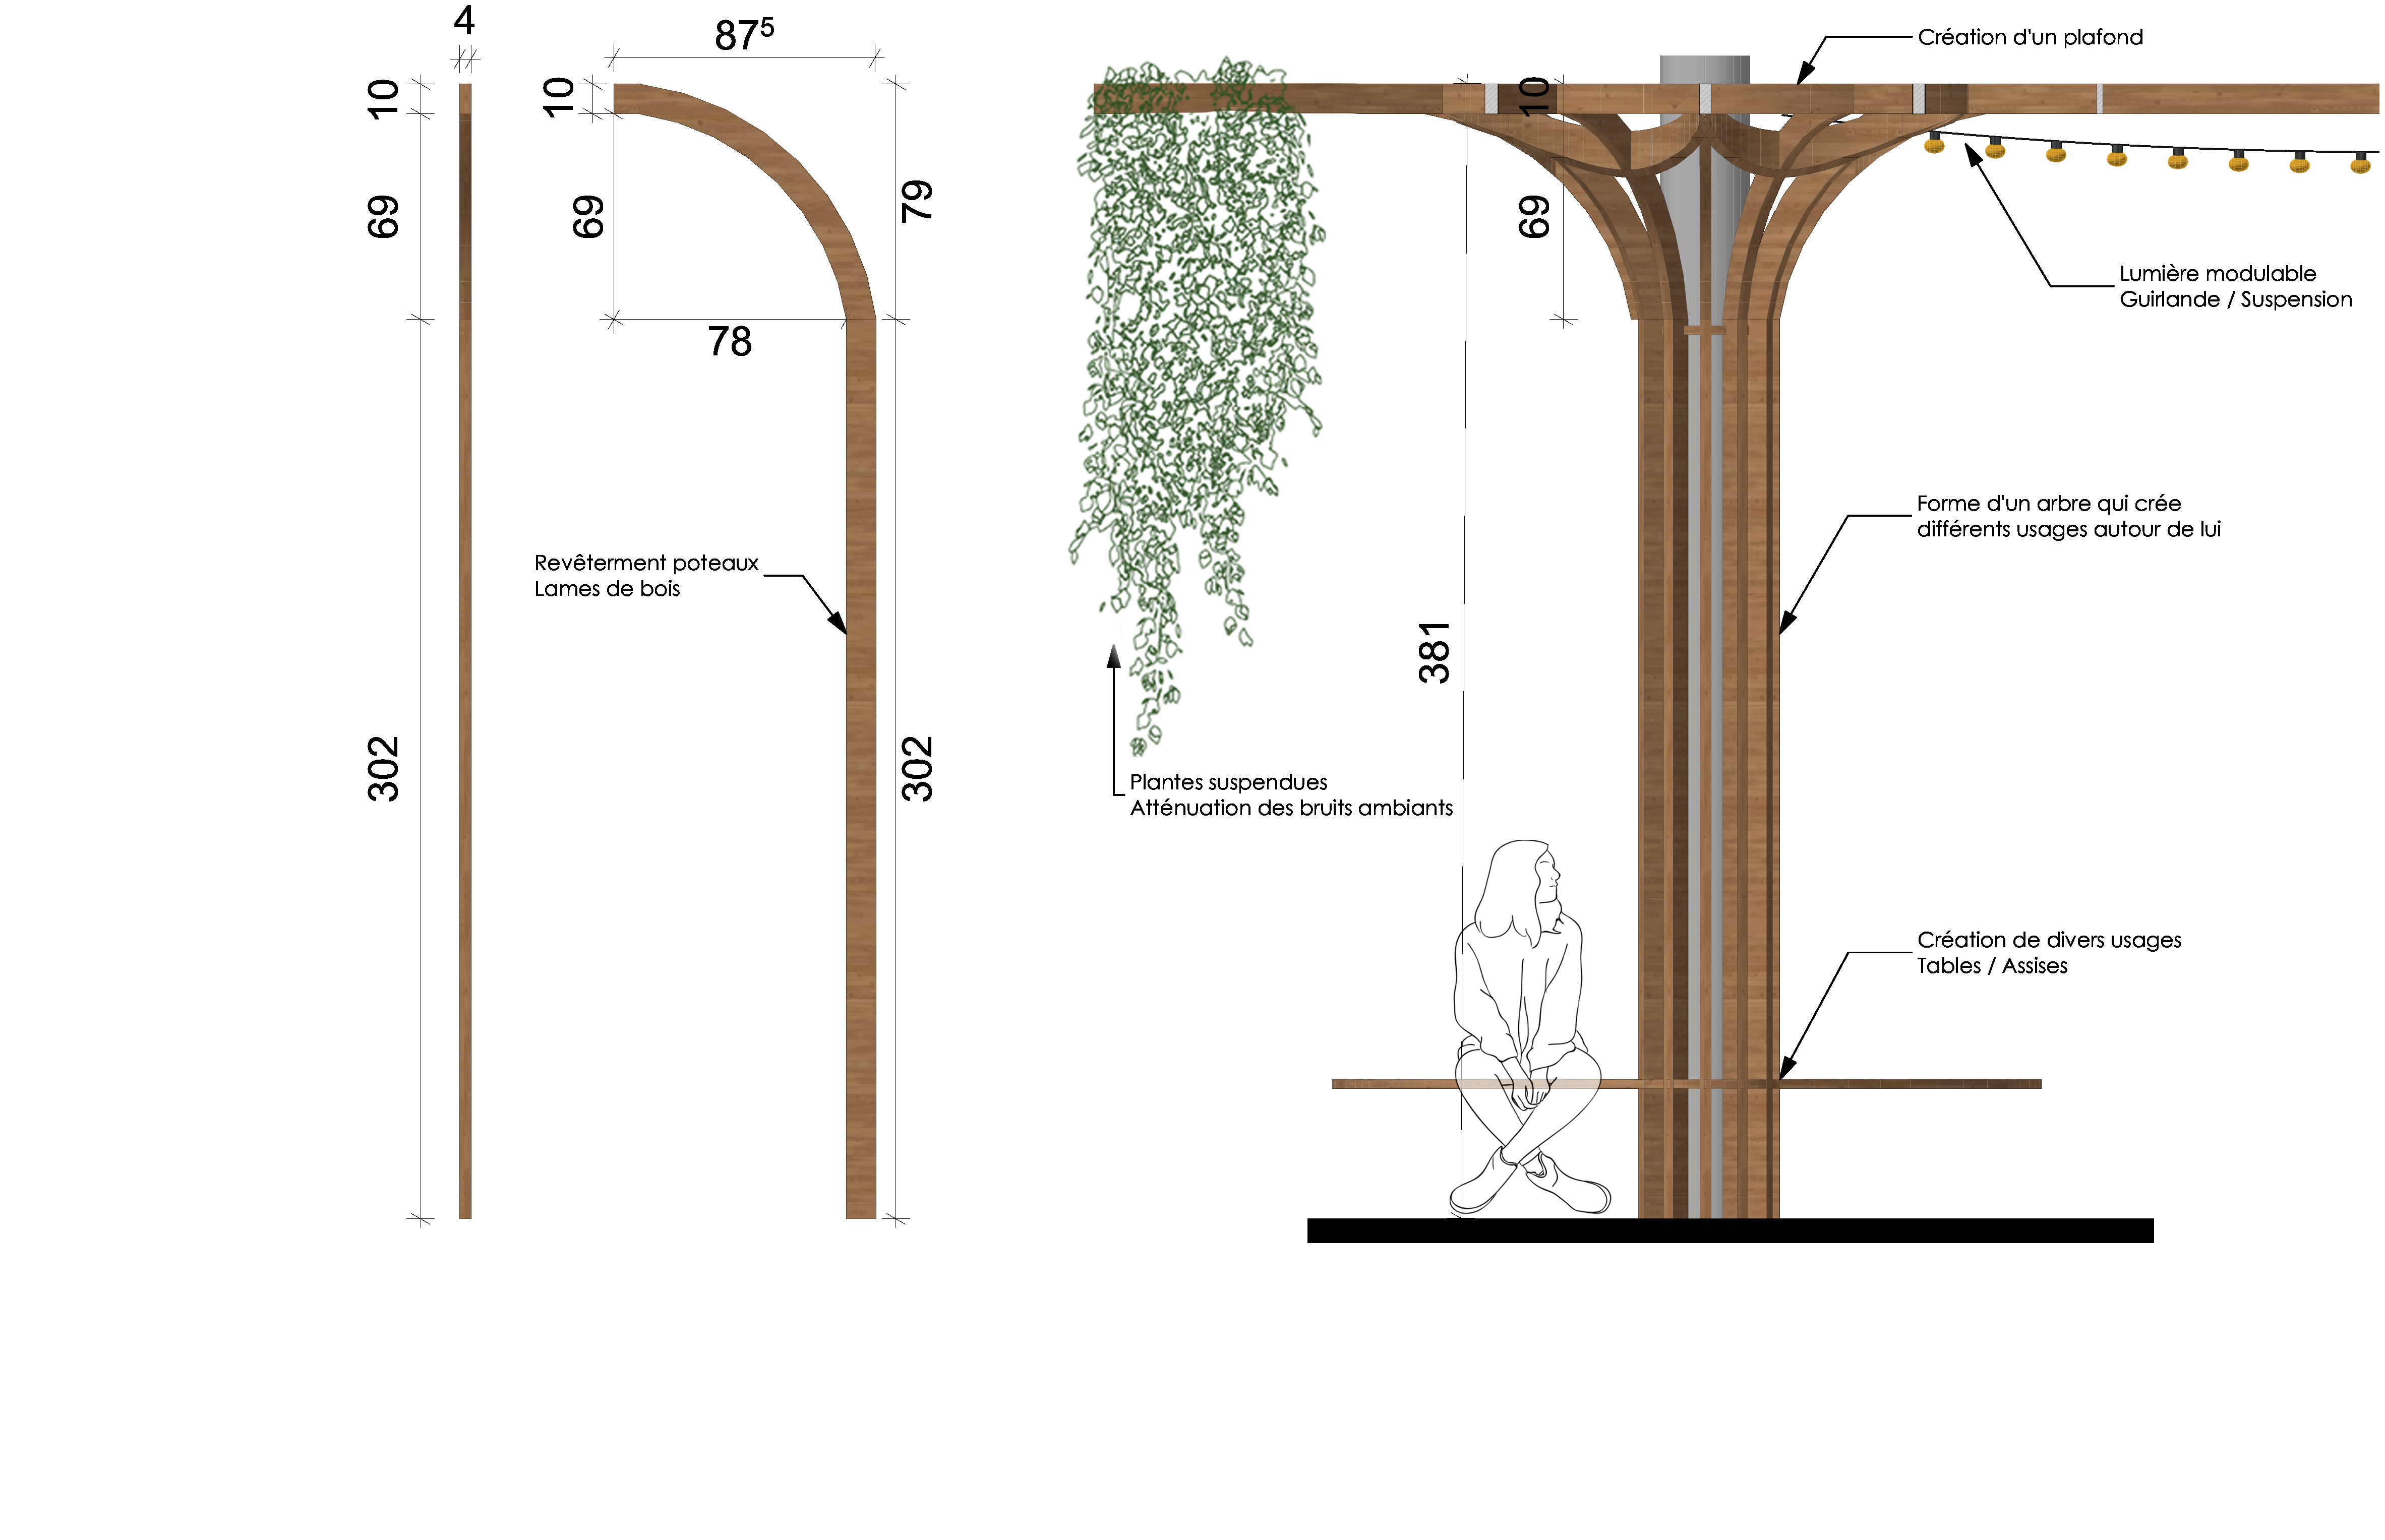 4
10
69
302
87⁵
10
69
78
79
302
Revêterment poteaux
Lames de bois
Création d'un plafond
10
69
381
Lumière modulable
Guirlande / Suspension
Forme d'un arbre qui crée
différents usages autour de lui
Plantes suspendues
Atténuation des bruits ambiants
Création de divers usages
Tables / Assises